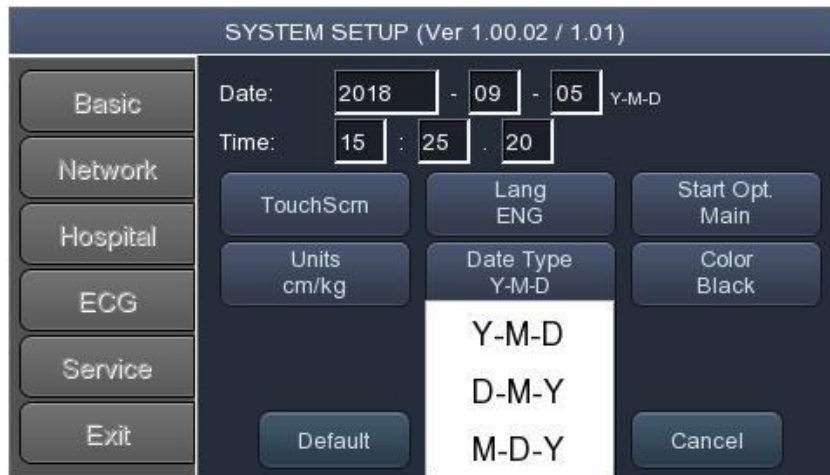 SYSTEM SETUP (Ver 1.00.02 / 1.01)
Basic
Network
Hospital
ECG
Service
Exit
Date: 2018 - 09 - 05 Y-M-D
Time: 15 : 25 . 20
TouchScrn
Lang
ENG
Start Opt.
Main
Units
cm/kg
Date Type
Y-M-D
Color
Black
Y-M-D
D-M-Y
M-D-Y
Default
Cancel